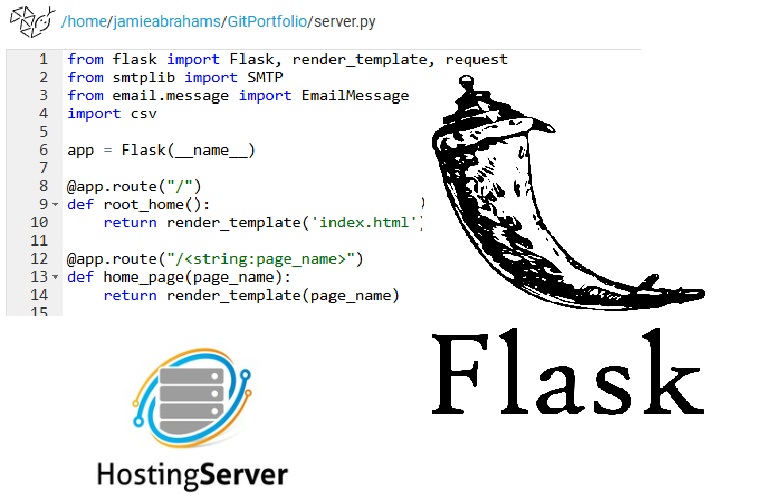 /home/jamieabrahams/GitPortfolio/server.py
1 from flask import Flask, render_template, request
2 from smtplib import SMTP
3 from email.message import EmailMessage
4 import csv
5
6 app = Flask(__name__)
7
8 @app.route("/")
9 def root_home():
10 return render_template('index.html')
11
12 @app.route("/<string:page_name>")
13 def home_page(page_name):
14 return render_template(page_name)
15
Flask
HostingServer